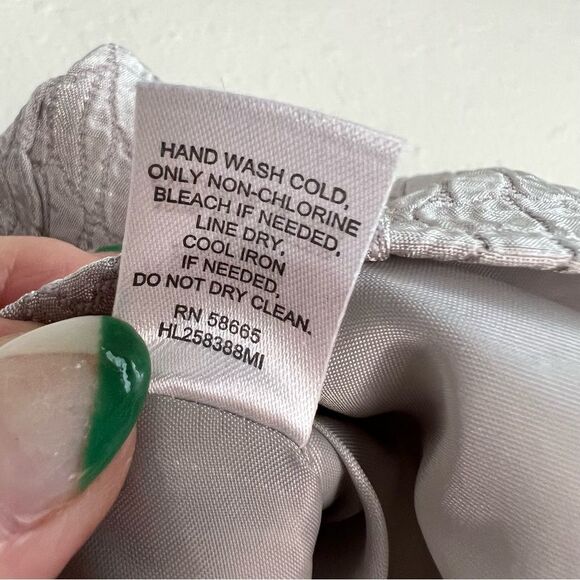 HAND WASH COLD,
ONLY NON-CHLORINE
BLEACH IF NEEDED.
LINE DRY,
COOL IRON
IF NEEDED,
DO NOT DRY CLEAN.
RN 58665
HL258388MI